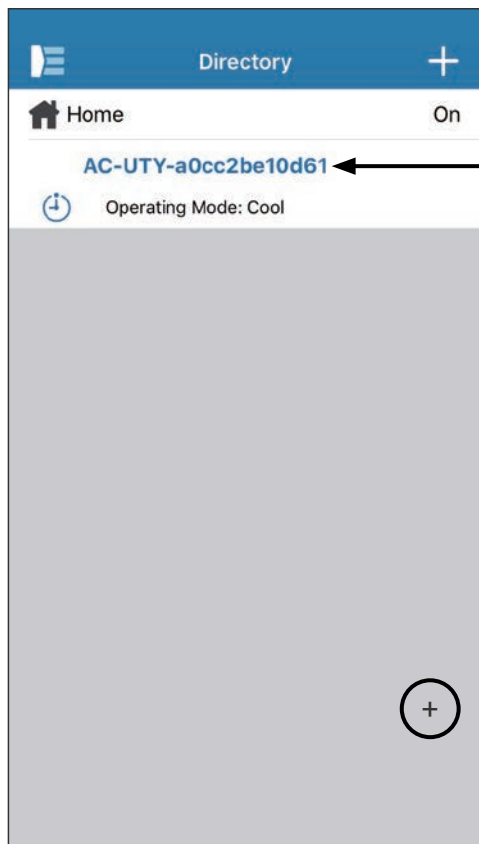 Directory +
Home On
AC-UTY-a0cc2be10d61
Operating Mode: Cool
+